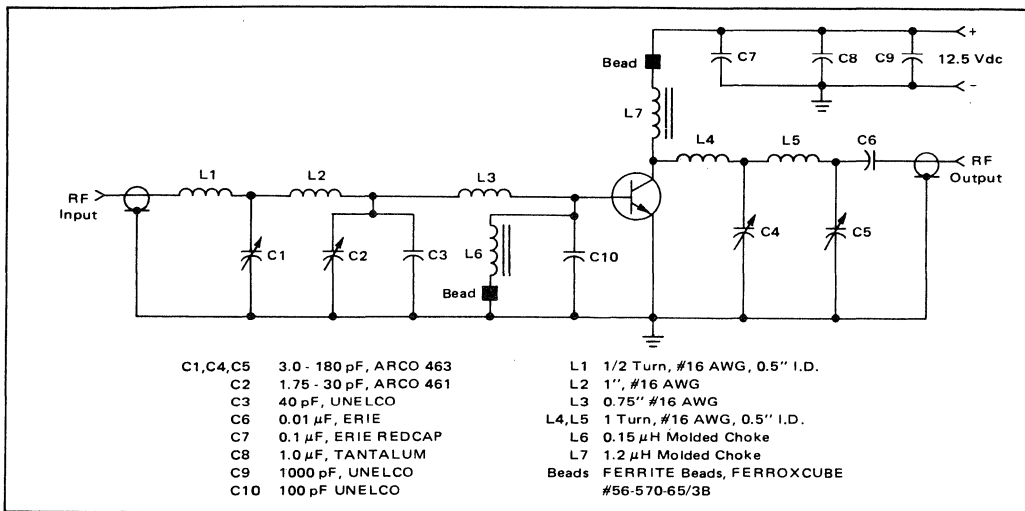 Bead
C7
C8
C9
+
12.5 Vdc
−
L7
L4
L5
C6
RF
Output
L1
L2
L3
RF
Input
C1
C2
C3
L6
Bead
C10
C4
C5
C1,C4,C5 3.0 - 180 pF, ARCO 463
C2 1.75 - 30 pF, ARCO 461
C3 40 pF, UNELCO
C6 0.01 μF, ERIE
C7 0.1 μF, ERIE REDCAP
C8 1.0 μF, TANTALUM
C9 1000 pF, UNELCO
C10 100 pF UNELCO
L1 1/2 Turn, #16 AWG, 0.5" I.D.
L2 1", #16 AWG
L3 0.75" #16 AWG
L4,L5 1 Turn, #16 AWG, 0.5" I.D.
L6 0.15 μH Molded Choke
L7 1.2 μH Molded Choke
Beads FERRITE Beads, FERROXCUBE
#56-570-65/3B